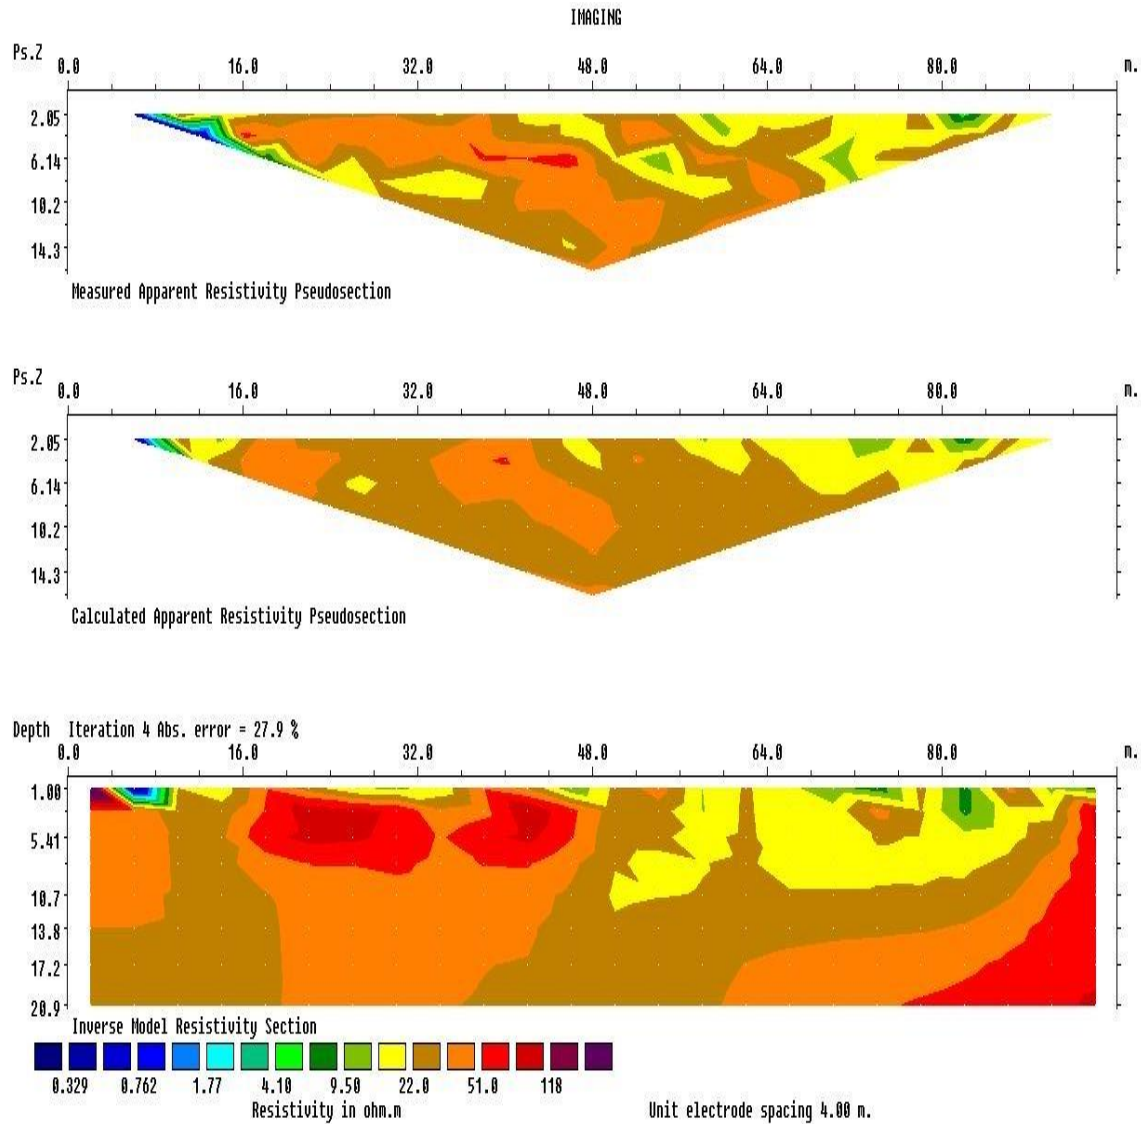 IMAGING
Ps.Z 0.0 16.0 32.0 48.0 64.0 80.0 m.
2.05
6.14
10.2
14.3
Measured Apparent Resistivity Pseudosection
Ps.Z 0.0 16.0 32.0 48.0 64.0 80.0 m.
2.05
6.14
10.2
14.3
Calculated Apparent Resistivity Pseudosection
Depth Iteration 4 Abs. error = 27.9 %
0.0 16.0 32.0 48.0 64.0 80.0 m.
1.00
5.41
10.7
13.8
17.2
20.9
Inverse Model Resistivity Section
0.329 0.762 1.77 4.10 9.50 22.0 51.0 118
Resistivity in ohm.m Unit electrode spacing 4.00 m.